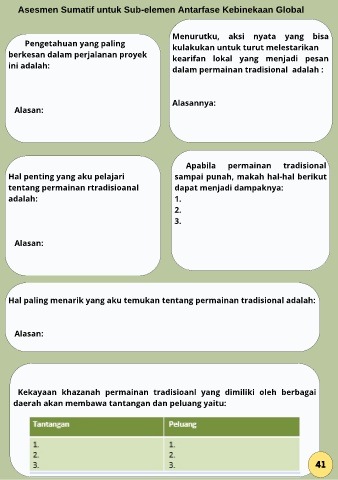 Asesmen Sumatif untuk Sub-elemen Antarfase Kebinekaan Global
Pengetahuan yang paling
berkesan dalam perjalanan proyek
ini adalah:
Alasan:
Menurutku, aksi nyata yang bisa
kulakukan untuk turut melestarikan
kearifan lokal yang menjadi pesan
dalam permainan tradisional adalah :
Alasannya:
Hal penting yang aku pelajari
tentang permainan rtradisioanal
adalah:
Alasan:
Apabila permainan tradisional
sampai punah, makah hal-hal berikut
dapat menjadi dampaknya:
1.
2.
3.
Hal paling menarik yang aku temukan tentang permainan tradisional adalah:
Alasan:
Kekayaan khazanah permainan tradisioanl yang dimiliki oleh berbagai
daerah akan membawa tantangan dan peluang yaitu:
Tantangan Peluang
1. 1.
2. 2.
3. 3.
41